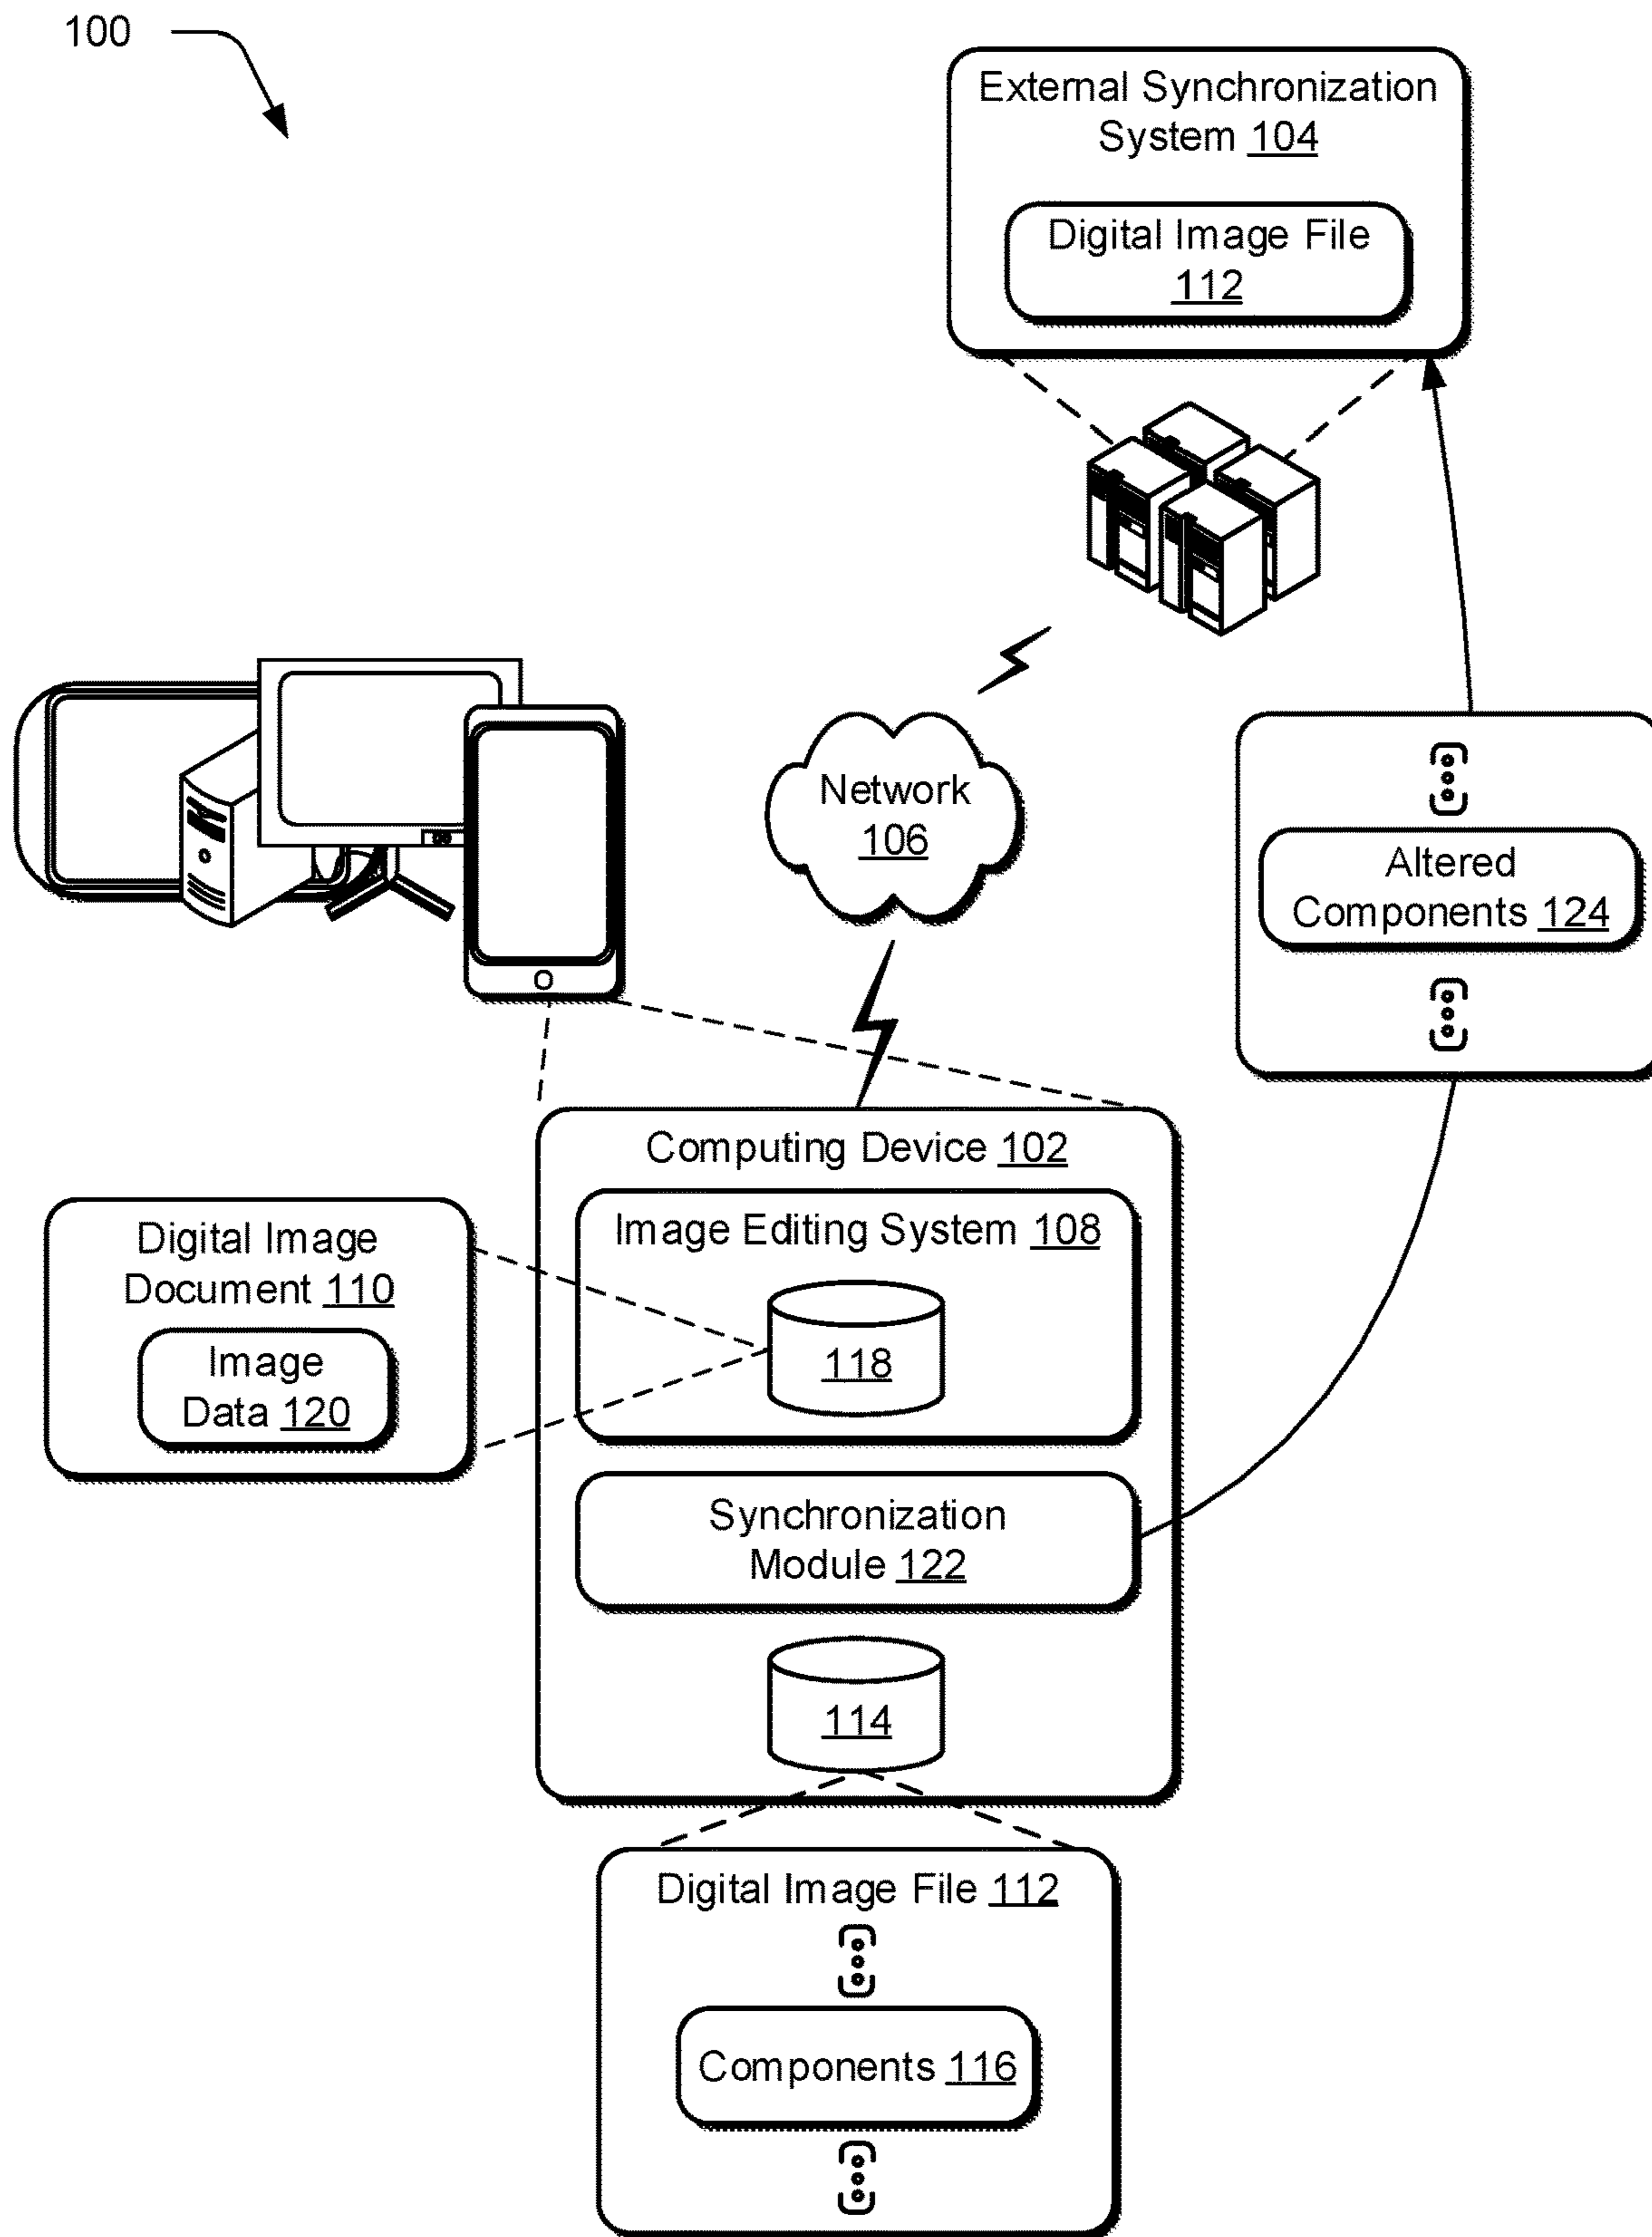 100
External Synchronization
System 104
Digital Image File
112
Network
106
Altered
Components 124
Computing Device 102
Image Editing System 108
118
Digital Image
Document 110
Image
Data 120
Synchronization
Module 122
114
Digital Image File 112
Components 116